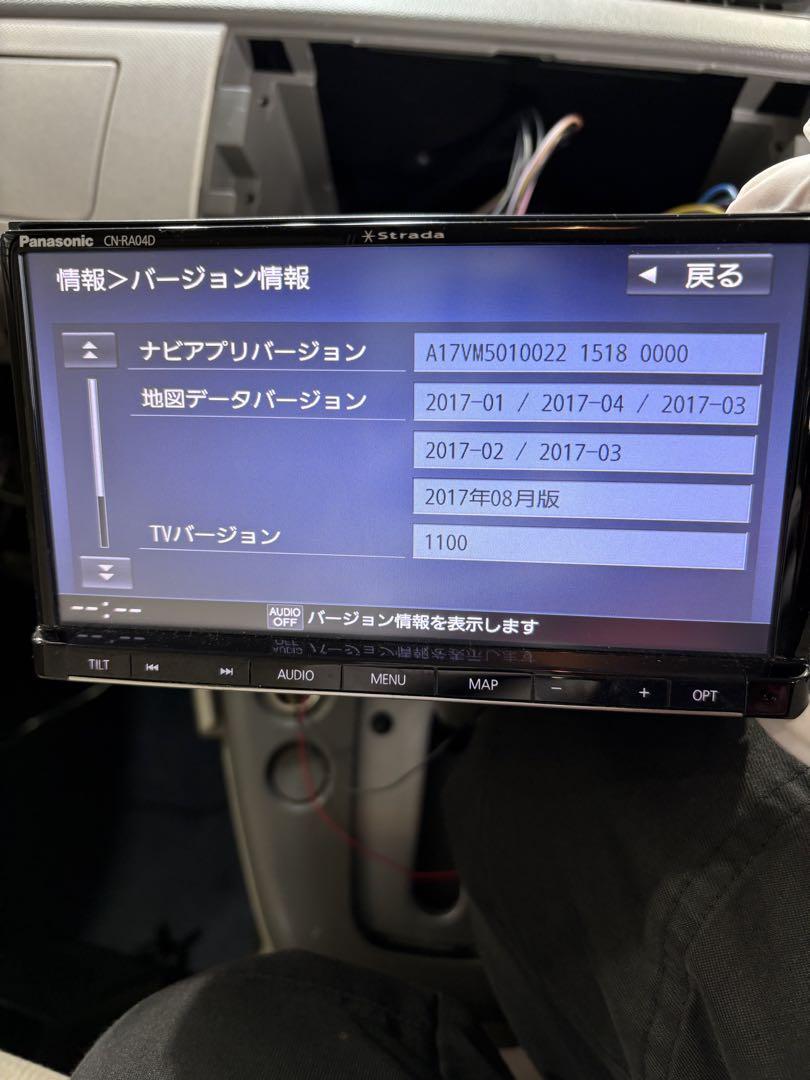 Panasonic CN-RA04D Strada
情報>バージョン情報 ◀ 戻る
ナビアプリバージョン A17VM5010022 1518 0000
地図データバージョン 2017-01 / 2017-04 / 2017-03
2017-02 / 2017-03
2017年08月版
TVバージョン 1100
--:-- AUDIO OFF バージョン情報を表示します
TILT ⏮ ⏭ AUDIO MENU MAP − + OPT